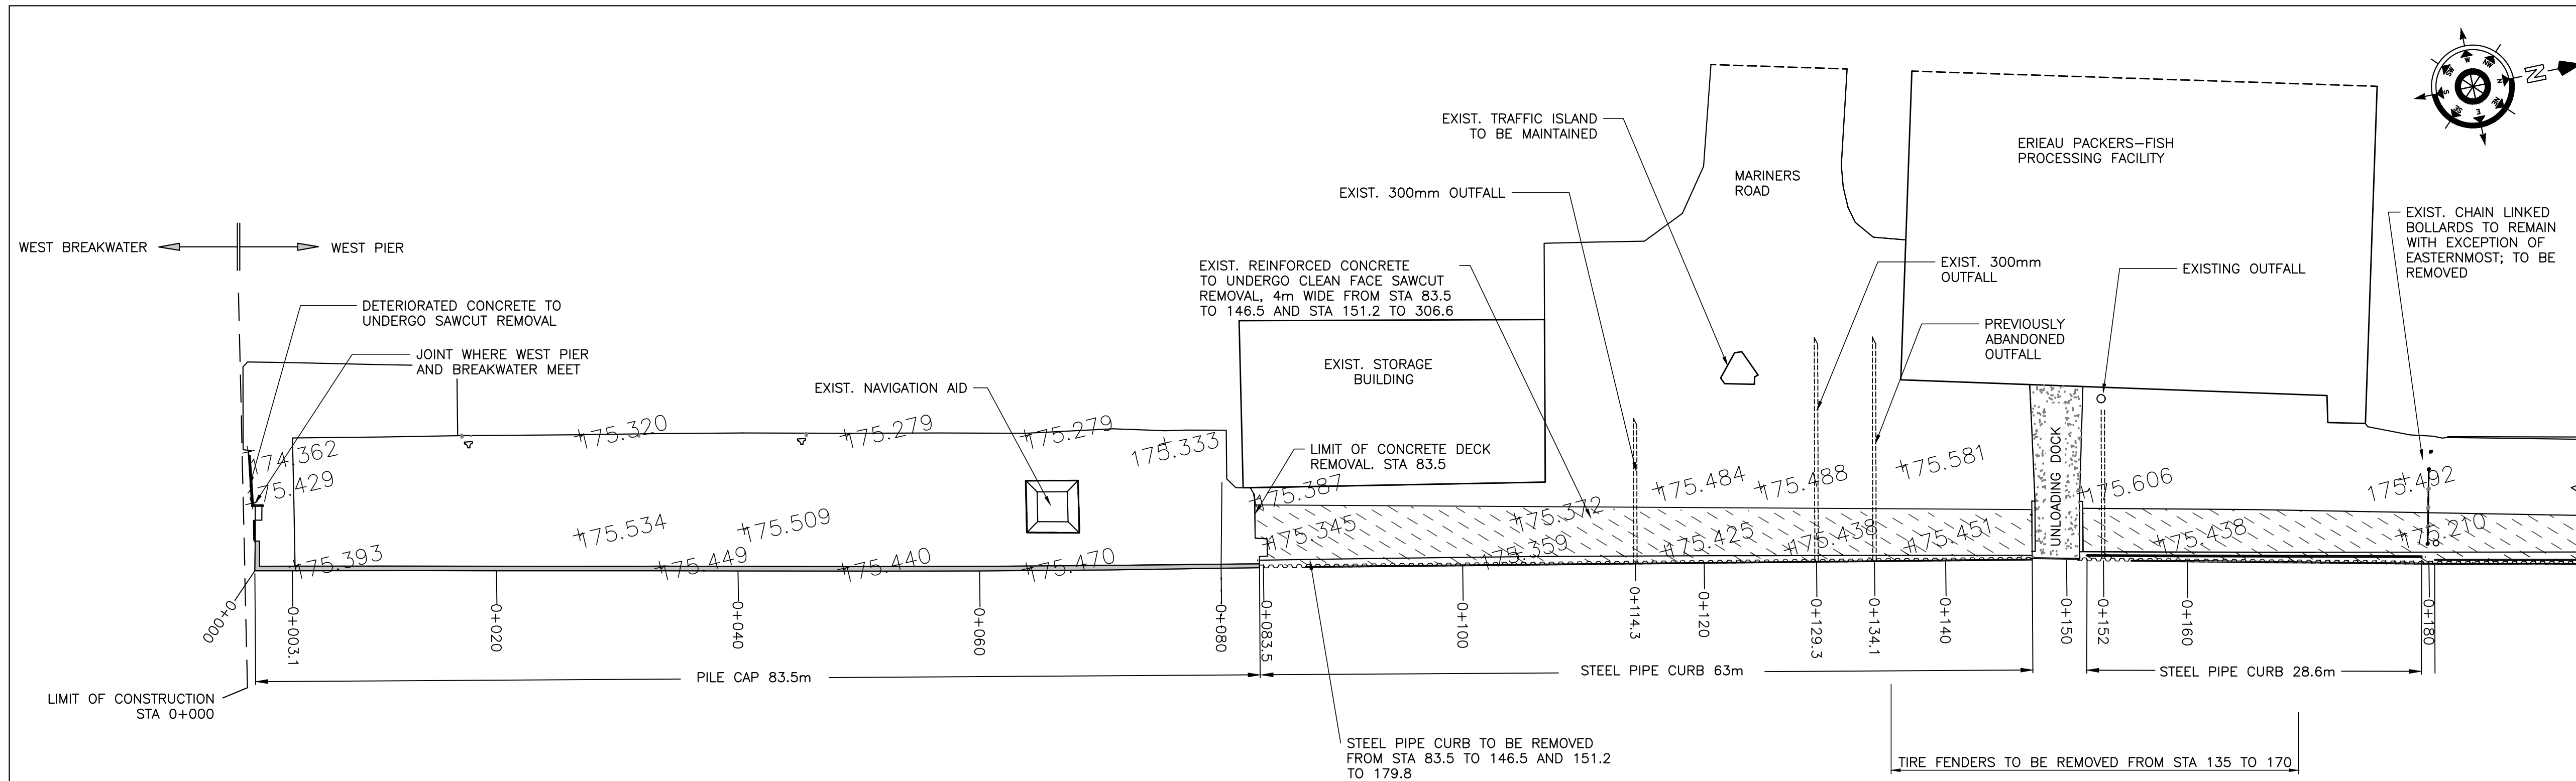 WEST BREAKWATER
WEST PIER
DETERIORATED CONCRETE TO
UNDERGO SAWCUT REMOVAL
JOINT WHERE WEST PIER
AND BREAKWATER MEET
EXIST. NAVIGATION AID
EXIST. TRAFFIC ISLAND
TO BE MAINTAINED
EXIST. 300mm OUTFALL
EXIST. REINFORCED CONCRETE
TO UNDERGO CLEAN FACE SAWCUT
REMOVAL, 4m WIDE FROM STA 83.5
TO 146.5 AND STA 151.2 TO 306.6
EXIST. STORAGE
BUILDING
LIMIT OF CONCRETE DECK
REMOVAL. STA 83.5
MARINERS
ROAD
ERIEAU PACKERS-FISH
PROCESSING FACILITY
EXIST. 300mm
OUTFALL
PREVIOUSLY
ABANDONED
OUTFALL
EXISTING OUTFALL
EXIST. CHAIN LINKED
BOLLARDS TO REMAIN
WITH EXCEPTION OF
EASTERNMOST; TO BE
REMOVED
UNLOADING DOCK
N
W
NW
N
NE
E
SE
S
SW
174.362
175.429
175.393
175.320
175.279
175.279
175.333
175.534
175.509
175.449
175.440
175.470
175.387
175.345
175.372
175.359
175.484
175.488
175.581
175.425
175.438
175.451
175.606
175.438
175.492
175.210
0+000
0+003.1
0+020
0+040
0+060
0+080
0+083.5
0+100
0+114.3
0+120
0+129.3
0+134.1
0+140
0+150
0+152
0+160
0+180
PILE CAP 83.5m
STEEL PIPE CURB 63m
STEEL PIPE CURB 28.6m
LIMIT OF CONSTRUCTION
STA 0+000
STEEL PIPE CURB TO BE REMOVED
FROM STA 83.5 TO 146.5 AND 151.2
TO 179.8
TIRE FENDERS TO BE REMOVED FROM STA 135 TO 170